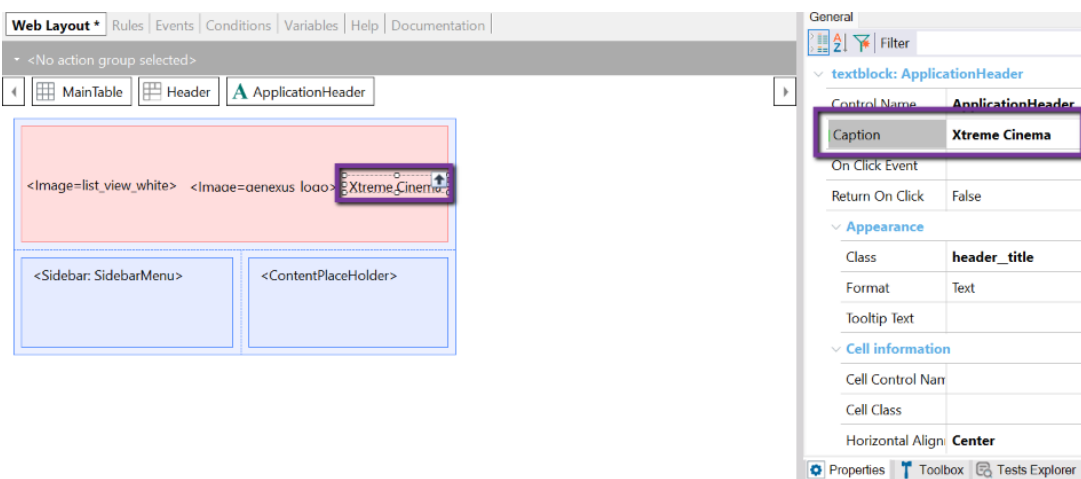 General
Web Layout * Rules Events Conditions Variables Help Documentation
Filter
<No action group selected>
textblock: ApplicationHeader
MainTable Header ApplicationHeader
Control Name ApplicationHeader
Caption Xtreme Cinema
On Click Event
<Image=list_view_white> <Image=genexus_logo> Xtreme Cinema
Return On Click False
Appearance
Class header__title
<Sidebar: SidebarMenu> <ContentPlaceHolder>
Format Text
Tooltip Text
Cell information
Cell Control Nam
Cell Class
Horizontal Alignı Center
Properties Toolbox Tests Explorer